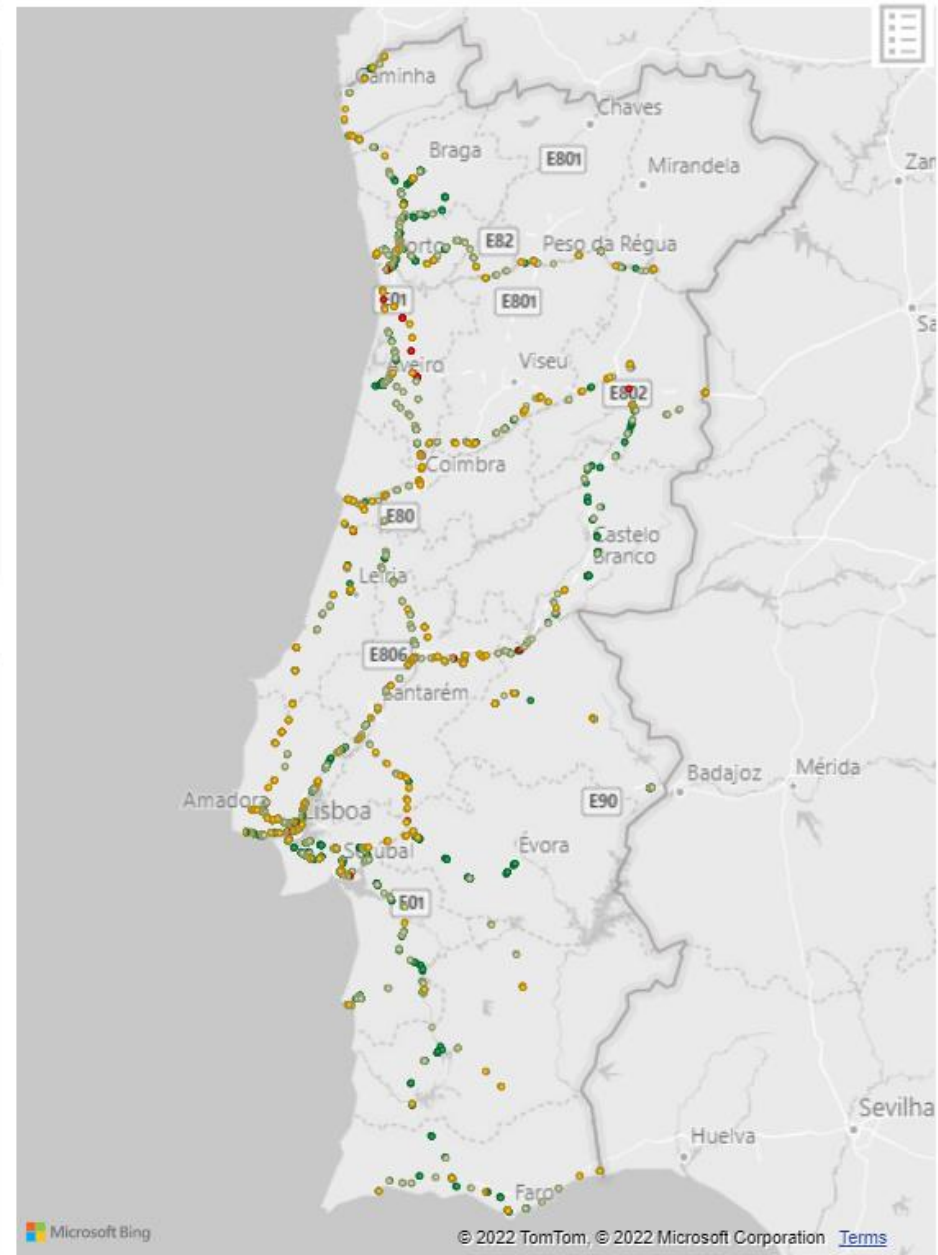 Caminha
Chaves
Braga
E801
Mirandela
Porto
E82
Peso da Régua
E01
E801
Aveiro
Viseu
E802
Coimbra
E80
Castelo
Branco
Leiria
E806
Santarém
Badajoz
Mérida
Amadora
Lisboa
E90
Setúbal
Évora
E01
Sevilha
Huelva
Faro
Microsoft Bing
© 2022 TomTom, © 2022 Microsoft Corporation Terms